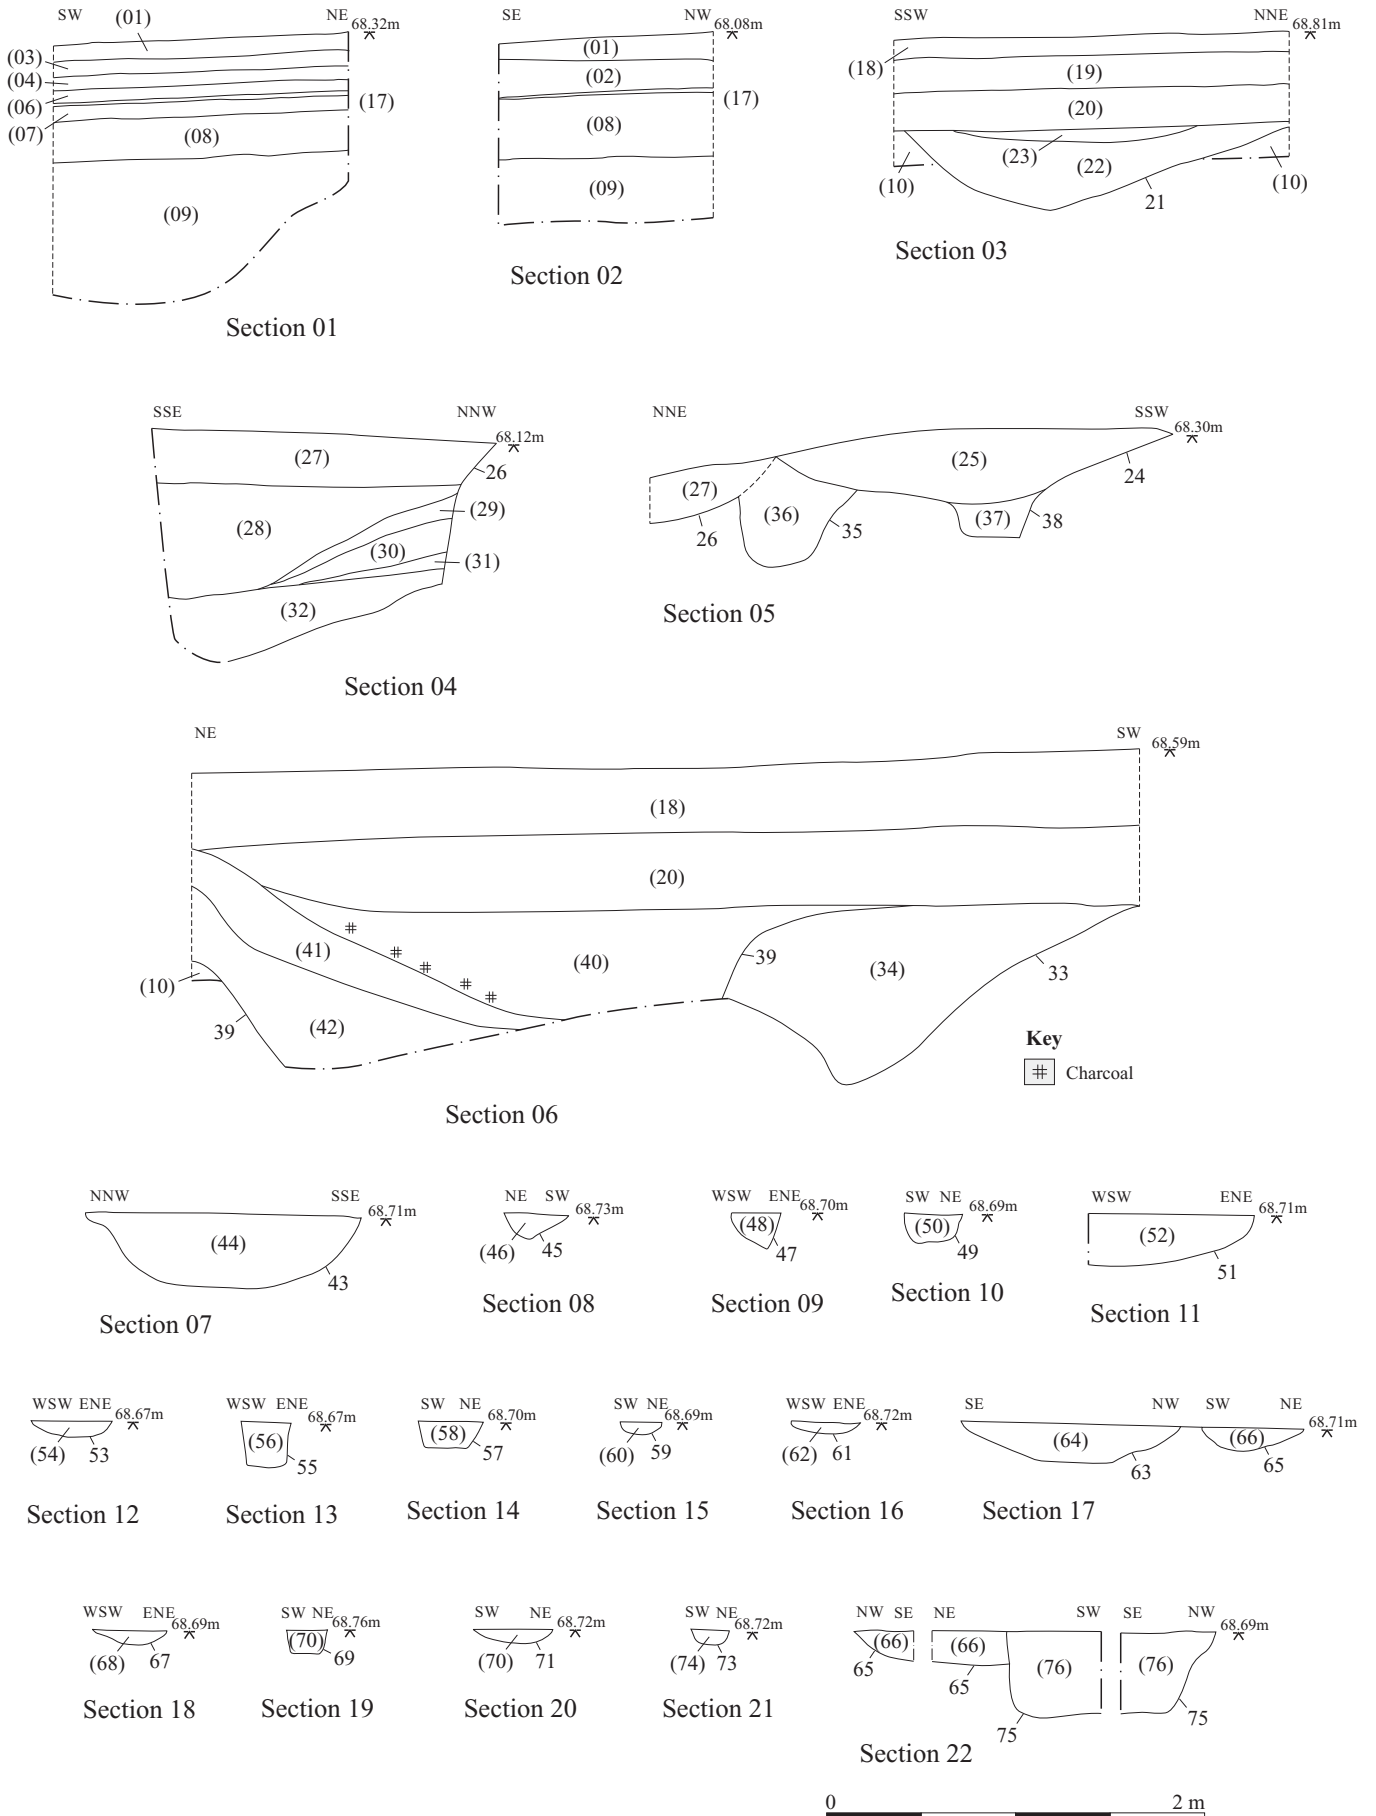 SW NE 68.32m
(01)
(03)
(04)
(06)
(07)
(17)
(08)
(09)
Section 01
SE NW 68.08m
(01)
(02)
(17)
(08)
(09)
Section 02
SSW NNE 68.81m
(18)
(19)
(20)
(23)
(22)
(10)
(10)
21
Section 03
SSE NNW
68.12m
(27)
26
(29)
(28)
(30)
(31)
(32)
Section 04
NNE SSW
68.30m
(25)
24
(27)
(36)
(37)
26
35
38
Section 05
NE SW
68.59m
(18)
(20)
(41)
(40)
39
(34)
33
(10)
39
(42)
Key
Charcoal
Section 06
NNW SSE
68.71m
(44)
43
Section 07
NE SW
68.73m
(46)
45
Section 08
WSW ENE
68.70m
(48)
47
Section 09
SW NE
68.69m
(50)
49
Section 10
WSW ENE
68.71m
(52)
51
Section 11
WSW ENE
68.67m
(54) 53
Section 12
WSW ENE
68.67m
(56)
55
Section 13
SW NE
68.70m
(58)
57
Section 14
SW NE
68.69m
(60) 59
Section 15
WSW ENE
68.72m
(62) 61
Section 16
SE NW SW NE
68.71m
(64)
(66)
63
65
Section 17
WSW ENE
68.69m
(68) 67
Section 18
SW NE
68.76m
(70)
69
Section 19
SW NE
68.72m
(70) 71
Section 20
SW NE
68.72m
(74) 73
Section 21
NW SE NE SW SE NW
68.69m
(66)
(66)
(76)
(76)
65
65
75
75
Section 22
0 2 m